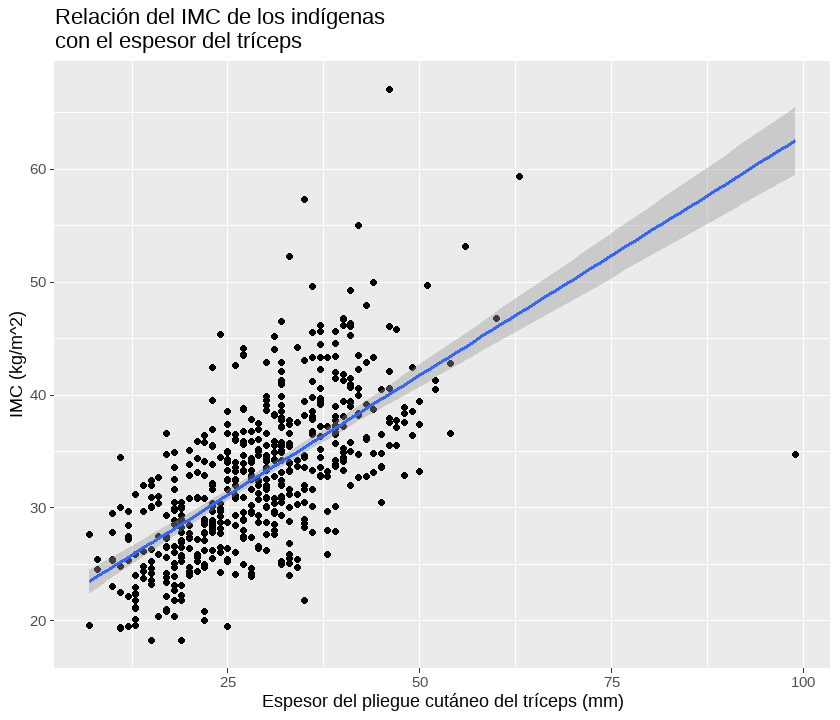 Relación del IMC de los indígenas
con el espesor del tríceps
IMC (kg/m^2)
60
50
40
30
20
25
50
75
100
Espesor del pliegue cutáneo del tríceps (mm)